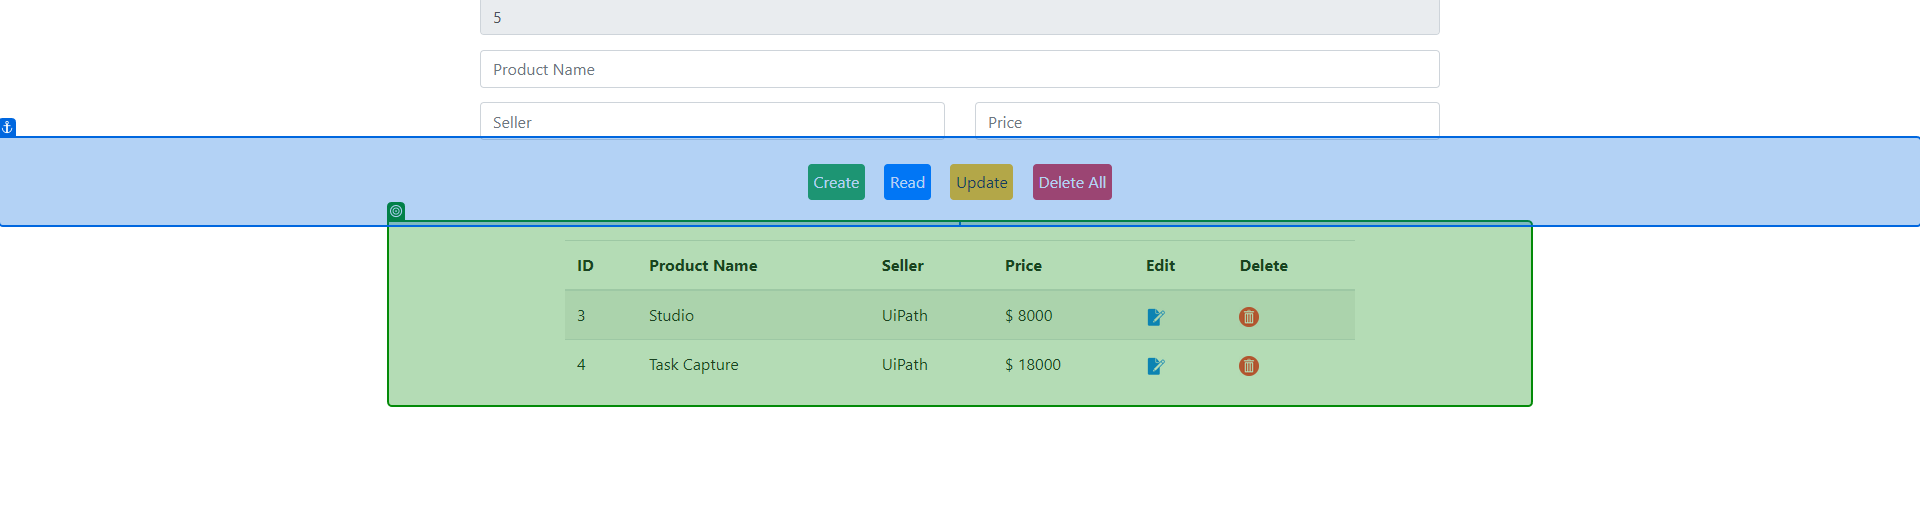 5
Product Name
Seller Price
Create Read Update Delete All
ID Product Name Seller Price Edit Delete
3 Studio UiPath $ 8000
4 Task Capture UiPath $ 18000